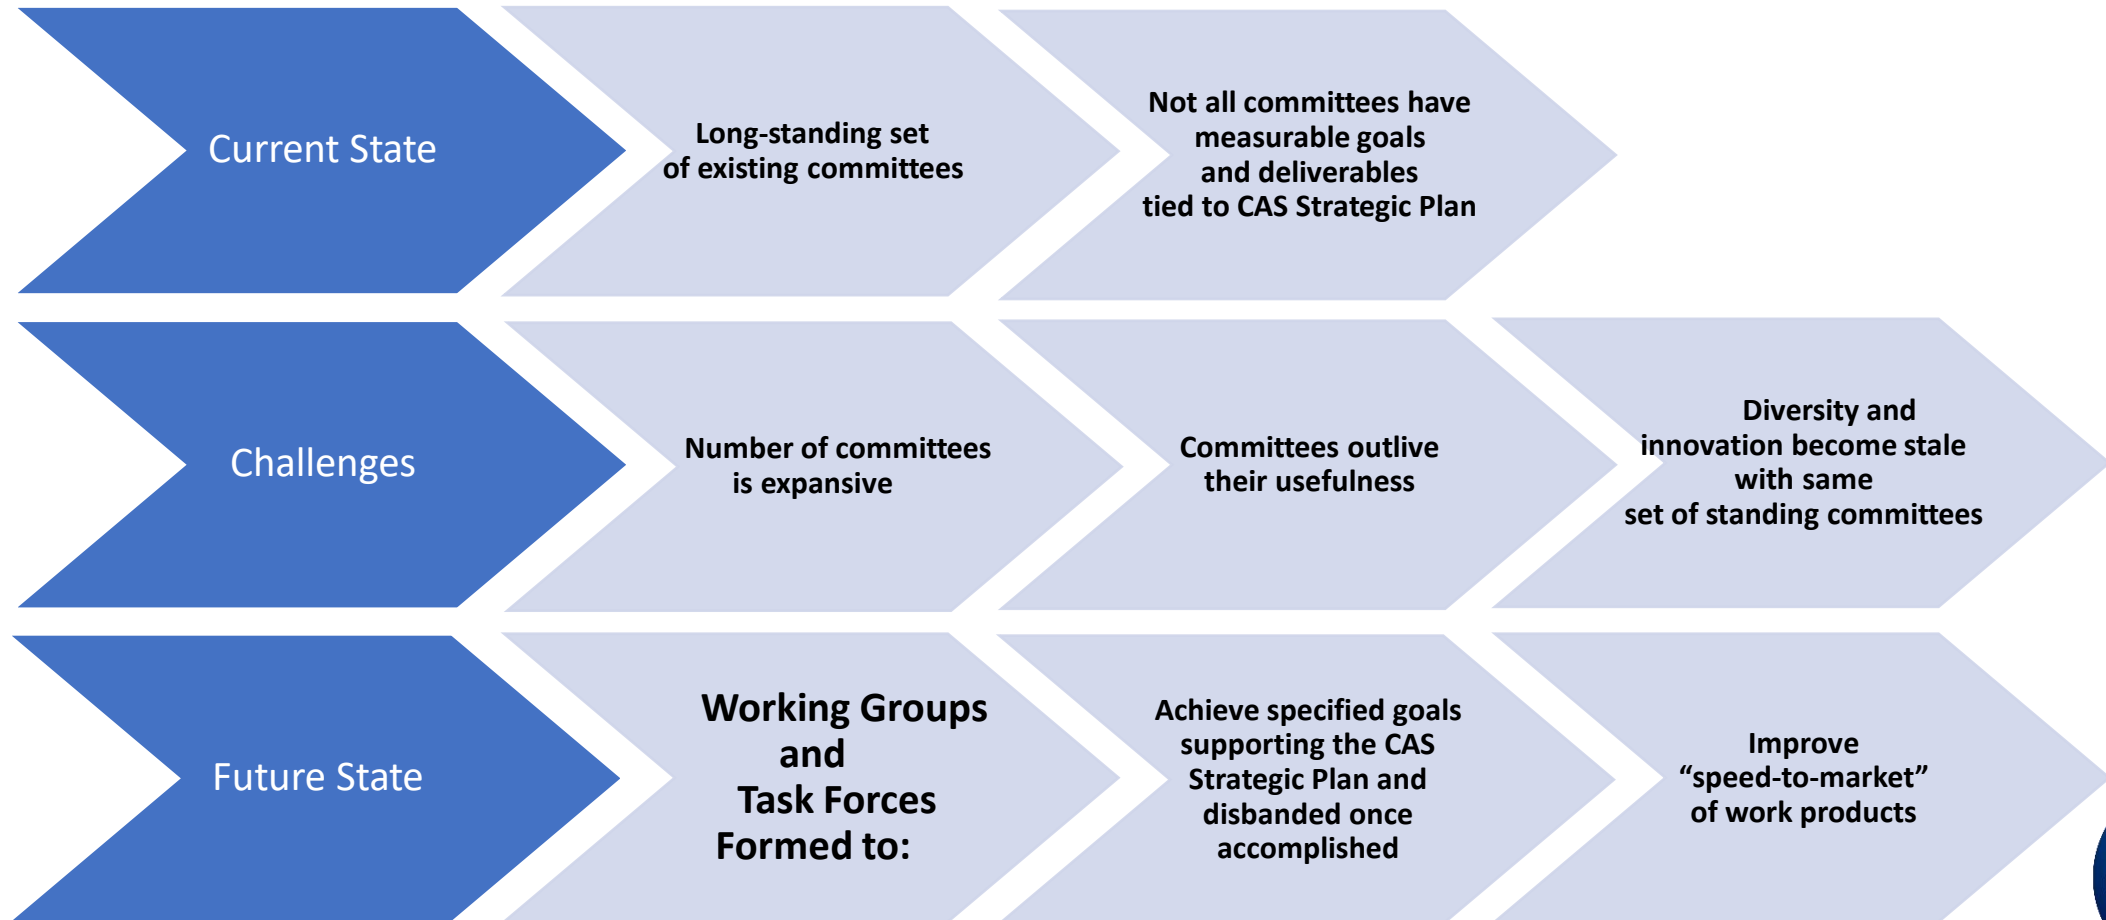 Current State
Long-standing set
of existing committees
Not all committees have
measurable goals
and deliverables
tied to CAS Strategic Plan
Challenges
Number of committees
is expansive
Committees outlive
their usefulness
Diversity and
innovation become stale
with same
set of standing committees
Future State
Working Groups
and
Task Forces
Formed to:
Achieve specified goals
supporting the CAS
Strategic Plan and
disbanded once
accomplished
Improve
“speed-to-market”
of work products